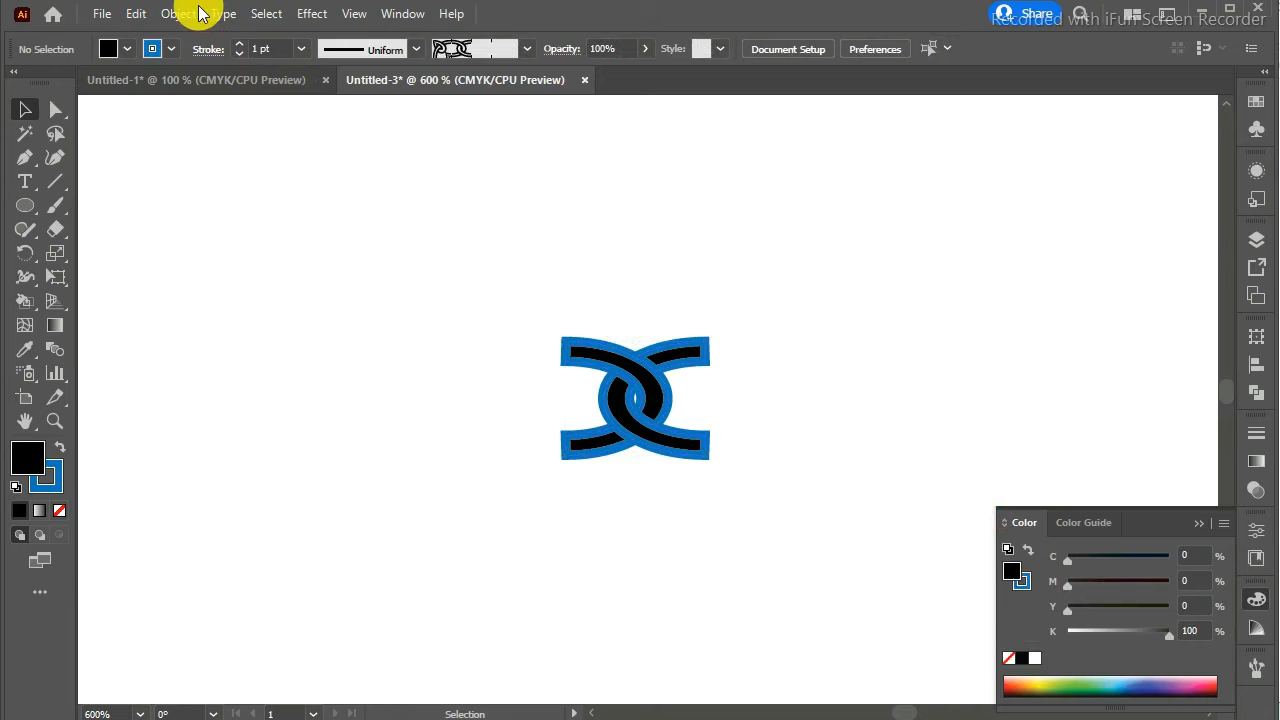 Ai File Edit Object Type Select Effect View Window Help Share
Recorded with iFun Screen Recorder
No Selection Stroke: 1 pt Uniform Opacity: 100% Style: Document Setup Preferences
Untitled-1* @ 100 % (CMYK/CPU Preview) Untitled-3* @ 600 % (CMYK/CPU Preview)
Color Color Guide
C 0 %
M 0 %
Y 0 %
K 100 %
600% 0° 1 Selection